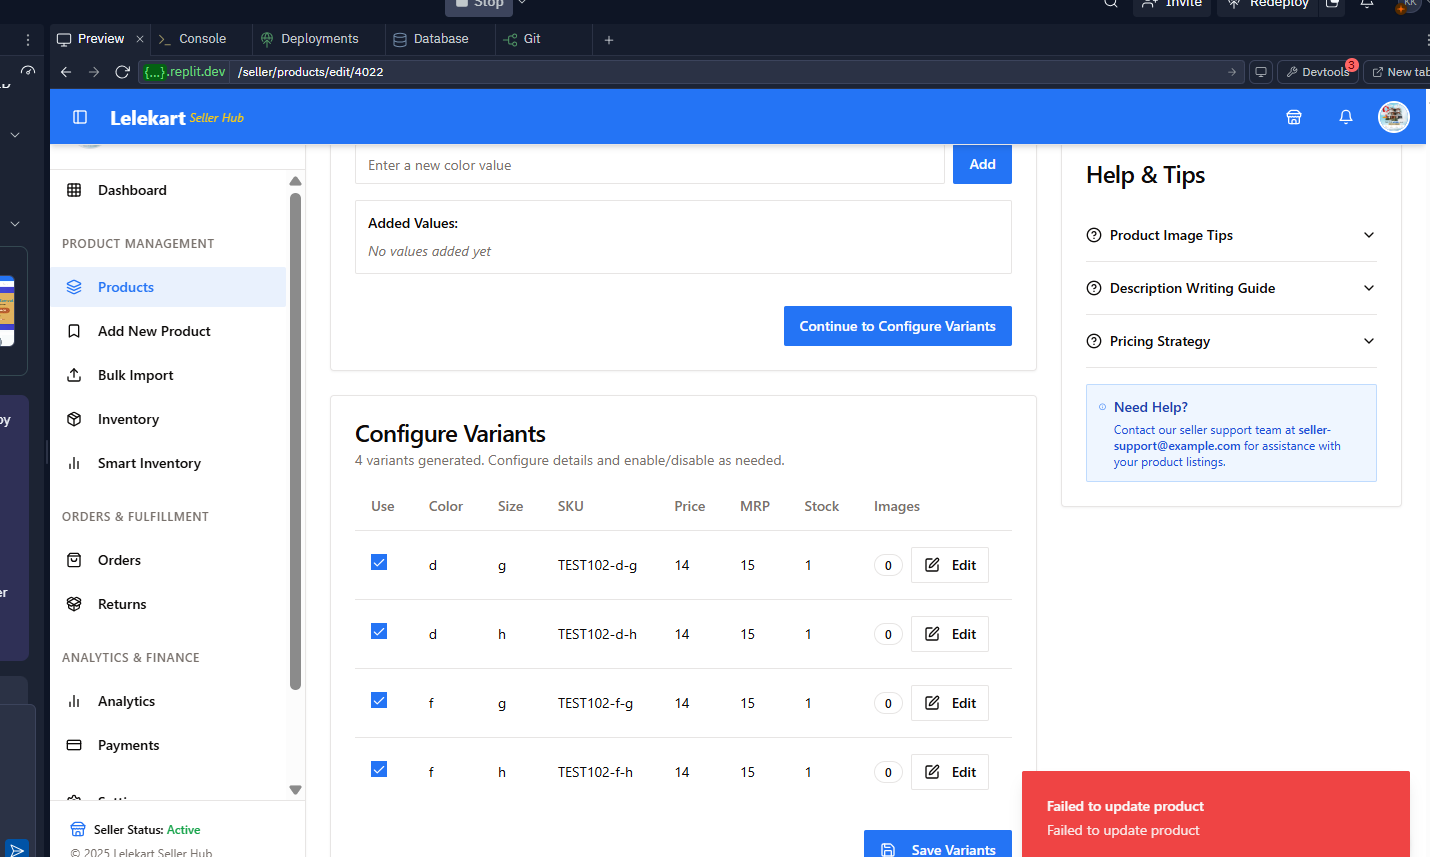 Stop
Invite
Redeploy
KK
Preview
Console
Deployments
Database
Git
{...}.replit.dev
/seller/products/edit/4022
Devtools
3
New tab
Lelekart Seller Hub
Dashboard
PRODUCT MANAGEMENT
Products
Add New Product
Bulk Import
Inventory
Smart Inventory
ORDERS & FULFILLMENT
Orders
Returns
ANALYTICS & FINANCE
Analytics
Payments
Seller Status: Active
© 2025 Lelekart Seller Hub
Enter a new color value
Add
Added Values:
No values added yet
Continue to Configure Variants
Configure Variants
4 variants generated. Configure details and enable/disable as needed.
Use Color Size SKU Price MRP Stock Images
d g TEST102-d-g 14 15 1 0 Edit
d h TEST102-d-h 14 15 1 0 Edit
f g TEST102-f-g 14 15 1 0 Edit
f h TEST102-f-h 14 15 1 0 Edit
Save Variants
Help & Tips
Product Image Tips
Description Writing Guide
Pricing Strategy
Need Help?
Contact our seller support team at seller-
support@example.com for assistance with
your product listings.
Failed to update product
Failed to update product